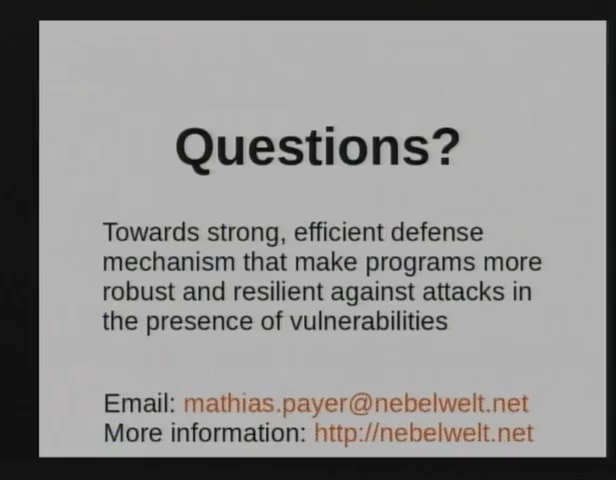 Questions?
Towards strong, efficient defense
mechanism that make programs more
robust and resilient against attacks in
the presence of vulnerabilities
Email: mathias.payer@nebelwelt.net
More information: http://nebelwelt.net